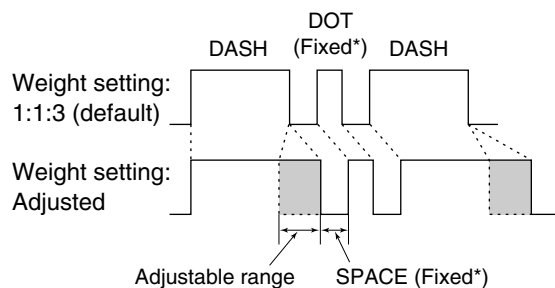 DOT
(Fixed*)
DASH
DASH
Weight setting:
1:1:3 (default)
Weight setting:
Adjusted
Adjustable range
SPACE (Fixed*)